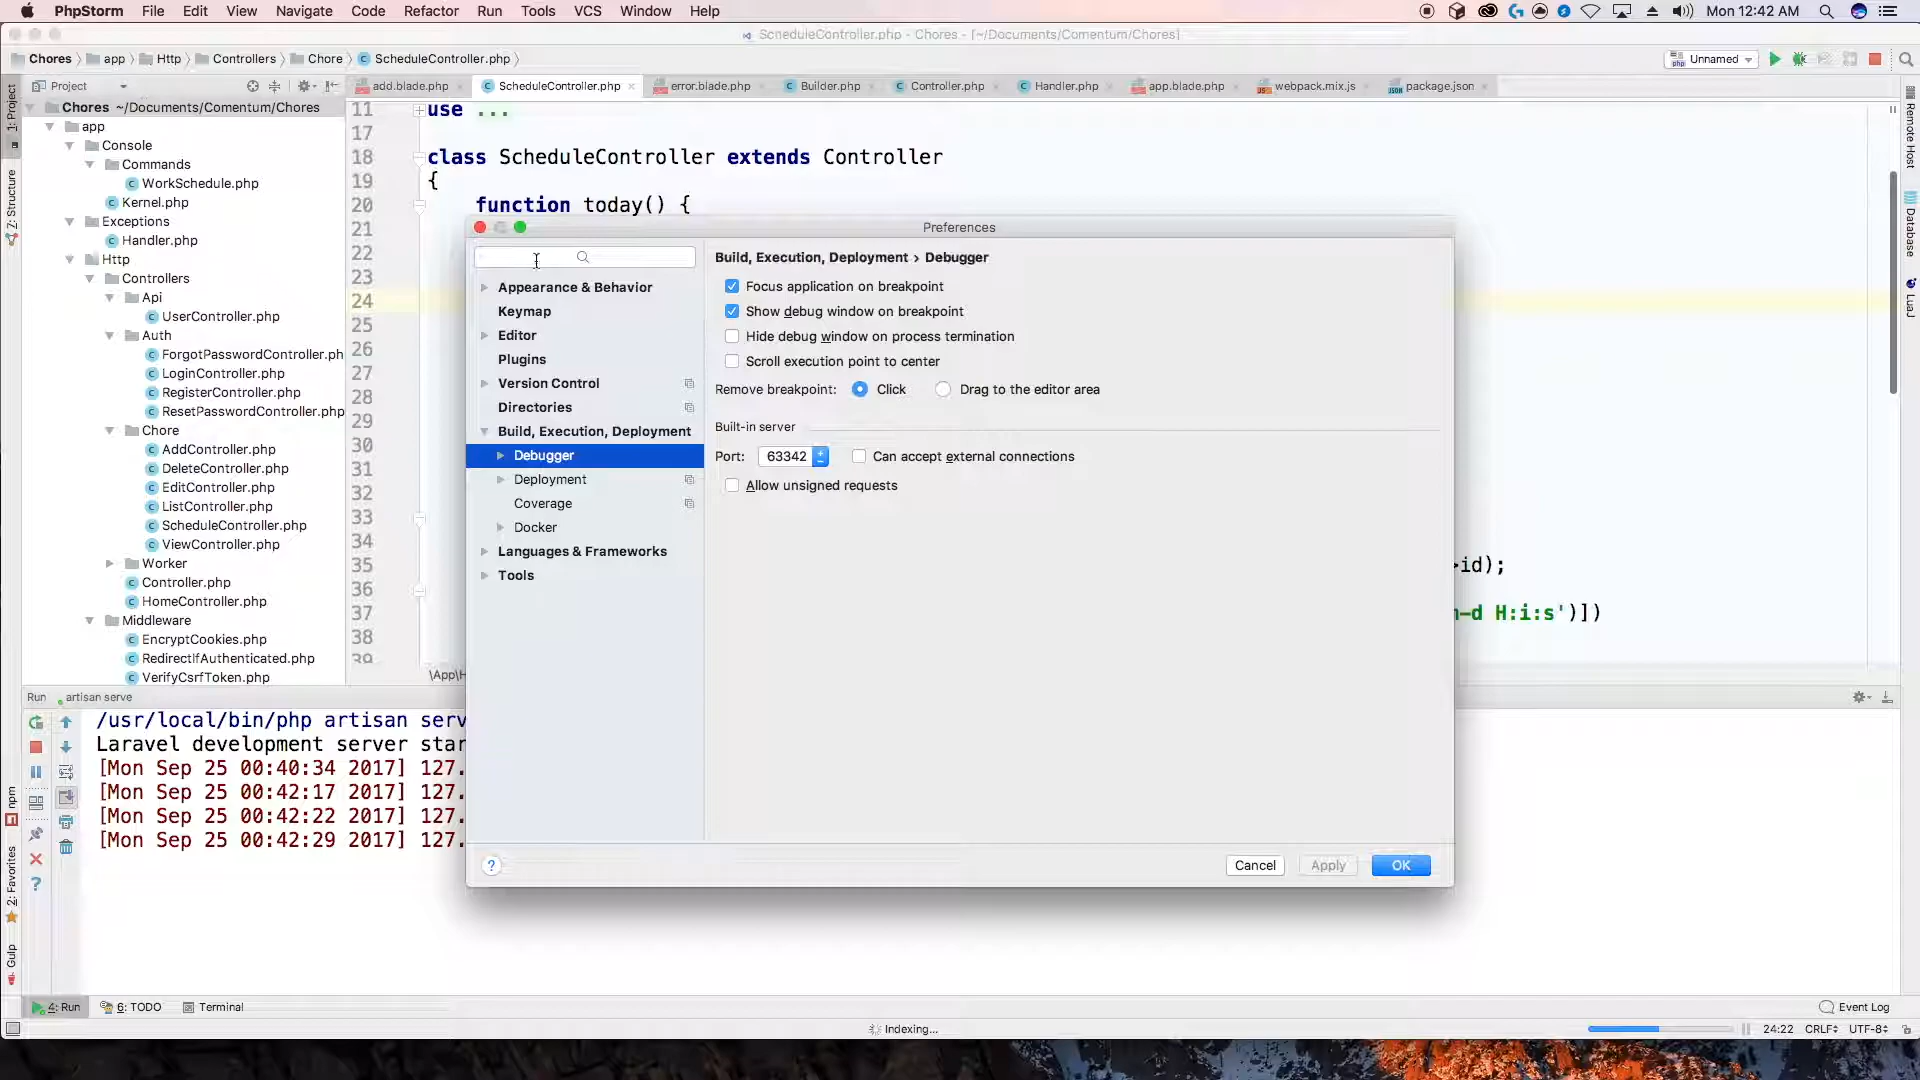 PhpStorm File Edit View Navigate Code Refactor Run Tools VCS Window Help Mon 12:42 AM
ScheduleController.php - Chores - [~/Documents/Comentum/Chores]
Chores app Http Controllers Chore ScheduleController.php Unnamed
Project add.blade.php ScheduleController.php error.blade.php Builder.php Controller.php Handler.php app.blade.php webpack.mix.js package.json
1: Project
Z: Structure
npm
2: Favorites
Gulp
Chores ~/Documents/Comentum/Chores
app
Console
Commands
WorkSchedule.php
Kernel.php
Exceptions
Handler.php
Http
Controllers
Api
UserController.php
Auth
ForgotPasswordController.ph
LoginController.php
RegisterController.php
ResetPasswordController.php
Chore
AddController.php
DeleteController.php
EditController.php
ListController.php
ScheduleController.php
ViewController.php
Worker
Controller.php
HomeController.php
Middleware
EncryptCookies.php
RedirectIfAuthenticated.php
VerifyCsrfToken.php
11 use ...
17
18 class ScheduleController extends Controller
19 {
20 function today() {
21
22
23
24
25
26
27
28
29
30
31
32
33
34
35 >id);
36
37 -d H:i:s')])
38
39
\App\H
Preferences
Appearance & Behavior
Keymap
Editor
Plugins
Version Control
Directories
Build, Execution, Deployment
Debugger
Deployment
Coverage
Docker
Languages & Frameworks
Tools
Build, Execution, Deployment › Debugger
Focus application on breakpoint
Show debug window on breakpoint
Hide debug window on process termination
Scroll execution point to center
Remove breakpoint: Click Drag to the editor area
Built-in server
Port: 63342 Can accept external connections
Allow unsigned requests
? Cancel Apply OK
Remote Host
Database
LuaJ
Run artisan serve
/usr/local/bin/php artisan serv
Laravel development server star
[Mon Sep 25 00:40:34 2017] 127.
[Mon Sep 25 00:42:17 2017] 127.
[Mon Sep 25 00:42:22 2017] 127.
[Mon Sep 25 00:42:29 2017] 127.
4: Run 6: TODO Terminal Event Log
Indexing... 24:22 CRLF UTF-8